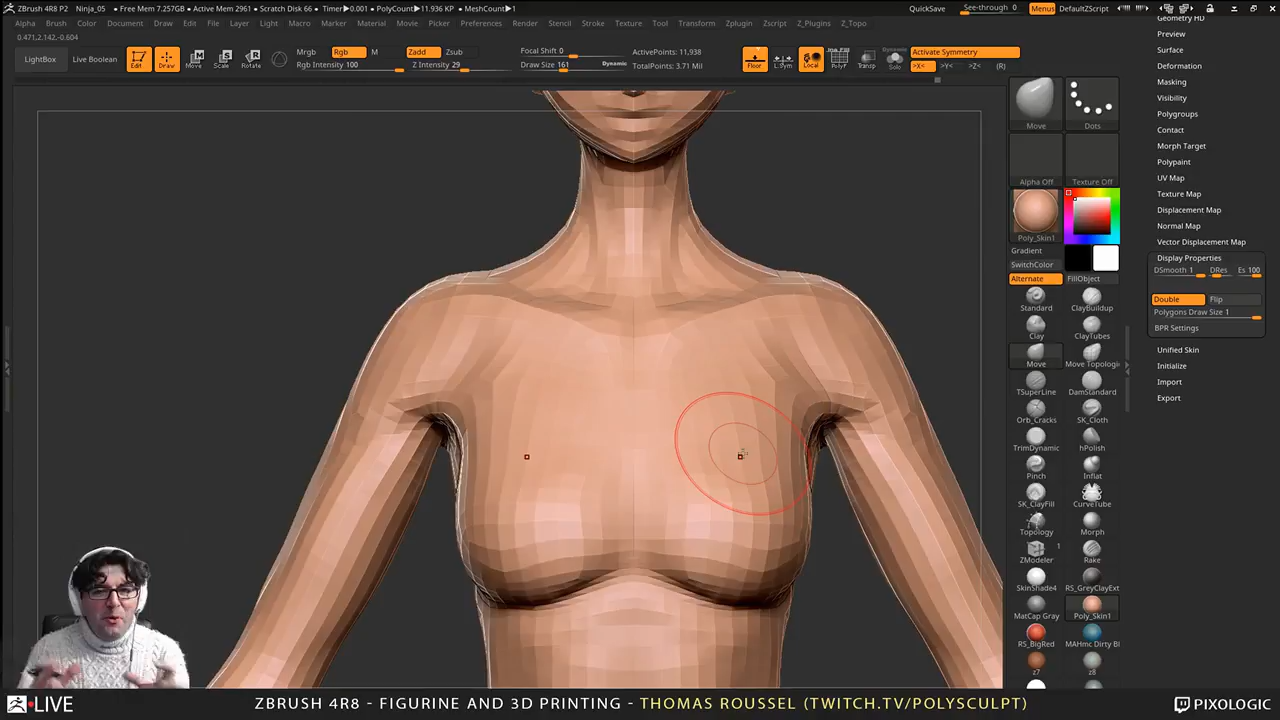 ZBrush 4R8 P2 Ninja_05 • Free Mem 7.257GB • Active Mem 2961 • Scratch Disk 66 • Timer▶0.001 • PolyCount▶11.936 KP • MeshCount▶1
QuickSave See-through 0 Menus DefaultZScript
Alpha Brush Color Document Draw Edit File Layer Light Macro Marker Material Movie Picker Preferences Render Stencil Stroke Texture Tool Transform Zplugin Zscript Z_Plugins Z_Topo
0.471,2.142,-0.604
LightBox
Live Boolean
Edit
Draw
Move
Scale
Rotate
Mrgb Rgb M
Rgb Intensity 100
Zadd Zsub
Z Intensity 29
Focal Shift 0
Draw Size 161 Dynamic
ActivePoints: 11,938
TotalPoints: 3.71 Mil
Floor
L.Sym
Local
PolyF
Transp
Dynamic
Solo
Activate Symmetry
>X< >Y< >Z< (R)
Move
Dots
Alpha Off
Texture Off
Poly_Skin1
Gradient
SwitchColor
Alternate
FillObject
Standard
ClayBuildup
Clay
ClayTubes
Move
Move Topologic
TSuperLine
DamStandard
Orb_Cracks
SK_Cloth
TrimDynamic
hPolish
Pinch
Inflat
SK_ClayFill
CurveTube
Topology
Morph
1
ZModeler
Rake
SkinShade4
RS_GreyClayExt
MatCap Gray
Poly_Skin1
RS_BigRed
MAHmc Dirty Bl
z7
z8
Geometry HD
Preview
Surface
Deformation
Masking
Visibility
Polygroups
Contact
Morph Target
Polypaint
UV Map
Texture Map
Displacement Map
Normal Map
Vector Displacement Map
Display Properties
DSmooth 1 DRes Es 100
Double Flip
Polygons Draw Size 1
BPR Settings
Unified Skin
Initialize
Import
Export
LIVE
ZBRUSH 4R8 - FIGURINE AND 3D PRINTING - THOMAS ROUSSEL (TWITCH.TV/POLYSCULPT)
PIXOLOGIC